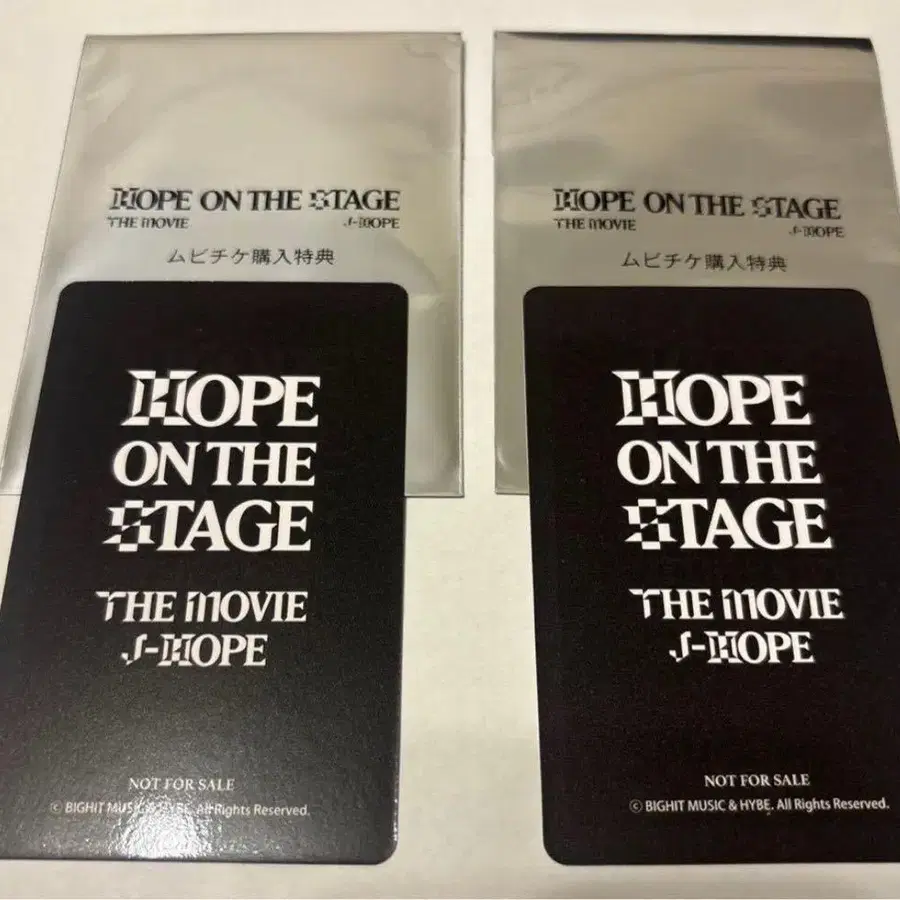 HOPE ON THE STAGE
THE MOVIE J-HOPE
ムビチケ購入特典
HOPE
ON THE
STAGE
THE MOVIE
J-HOPE
NOT FOR SALE
© BIGHIT MUSIC & HYBE. All Rights Reserved.
HOPE ON THE STAGE
THE MOVIE J-HOPE
ムビチケ購入特典
HOPE
ON THE
STAGE
THE MOVIE
J-HOPE
NOT FOR SALE
© BIGHIT MUSIC & HYBE. All Rights Reserved.